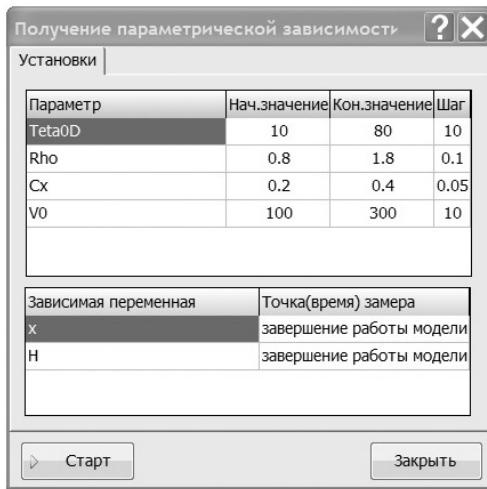 Получение параметрической зависимости
Установки
Параметр Нач.значение Кон.значение Шаг
Teta0D 10 80 10
Rho 0.8 1.8 0.1
Cx 0.2 0.4 0.05
V0 100 300 10
Зависимая переменная Точка(время) замера
x завершение работы модели
H завершение работы модели
Старт Закрыть